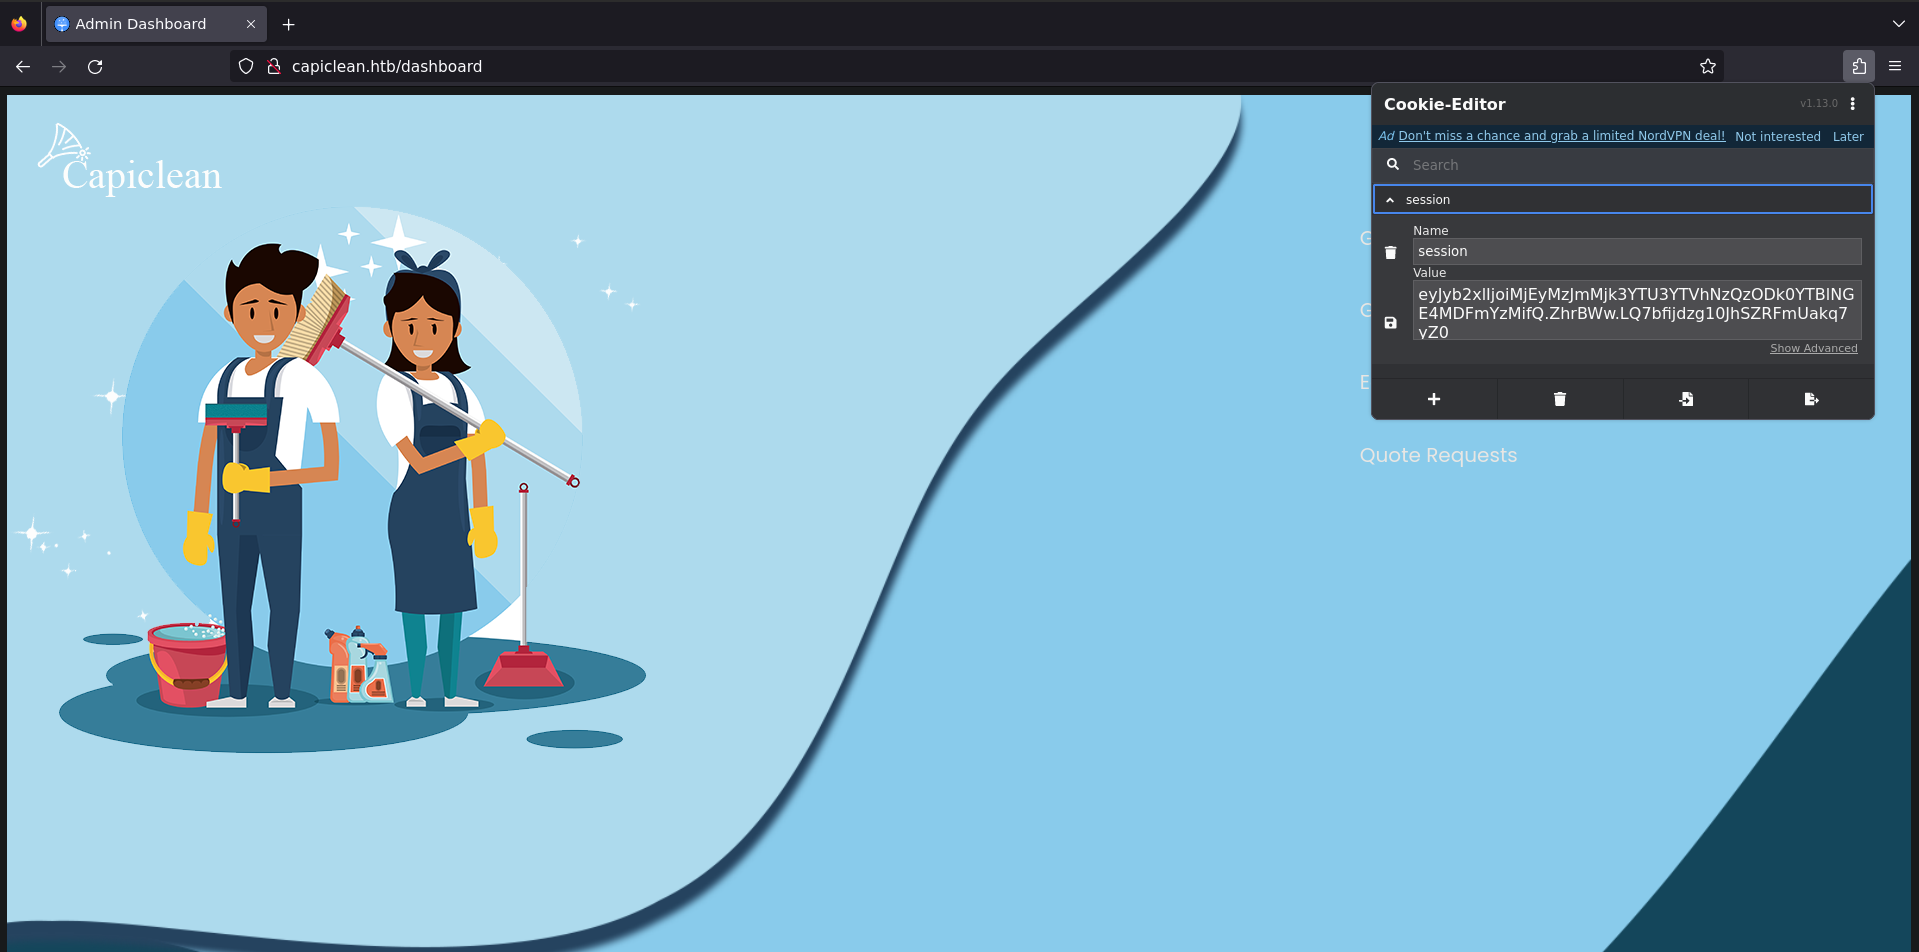 Admin Dashboard
capiclean.htb/dashboard
Capiclean
Cookie-Editor
v1.13.0
Ad Don't miss a chance and grab a limited NordVPN deal! Not interested Later
Search
session
Name
session
Value
eyJyb2xlIjoiMjEyMzJmMjk3YTU3YTVhNzQzODk0YTBlNG
E4MDFmYzMifQ.ZhrBWw.LQ7bfijdzg10JhSZRFmUakq7
yZ0
Show Advanced
G
G
E
Quote Requests